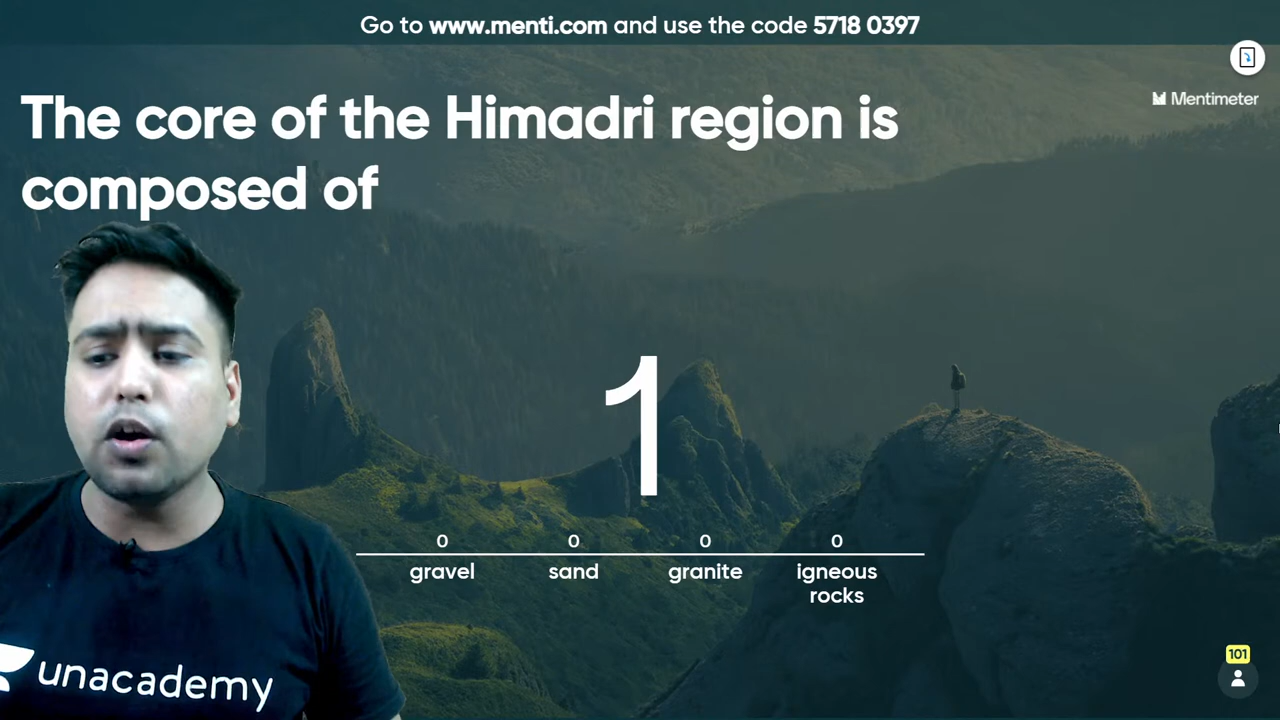 Go to www.menti.com and use the code 5718 0397
Mentimeter
The core of the Himadri region is
composed of
1
0 0 0 0
gravel sand granite igneous
rocks
101
unacademy